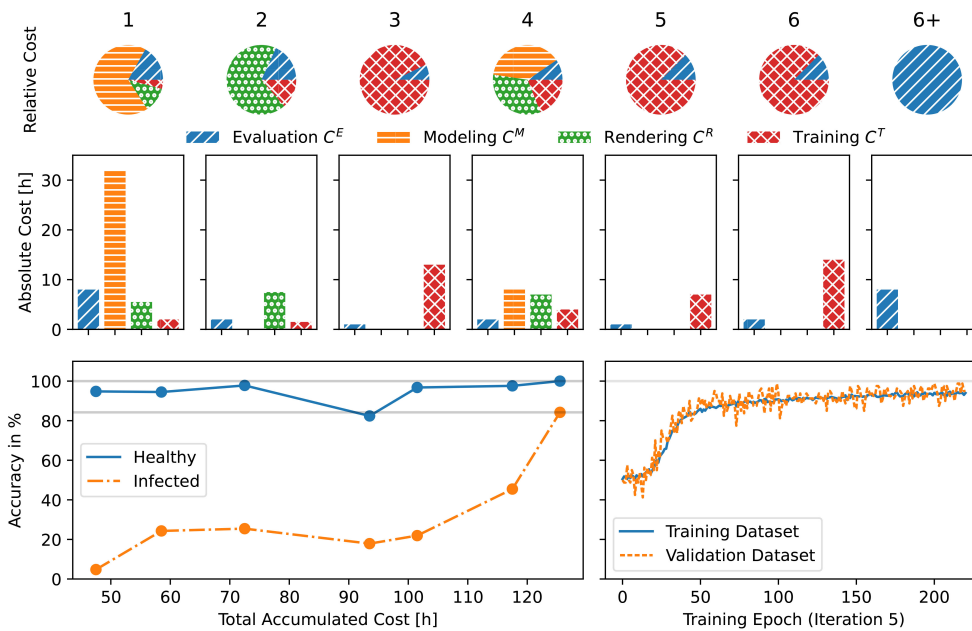 1 2 3 4 5 6 6+
Relative Cost
Evaluation C^E Modeling C^M Rendering C^R Training C^T
Absolute Cost [h]
30
20
10
0
Accuracy in %
100
80
60
40
20
0
Healthy
Infected
50 60 70 80 90 100 110 120
Total Accumulated Cost [h]
Training Dataset
Validation Dataset
0 50 100 150 200
Training Epoch (Iteration 5)